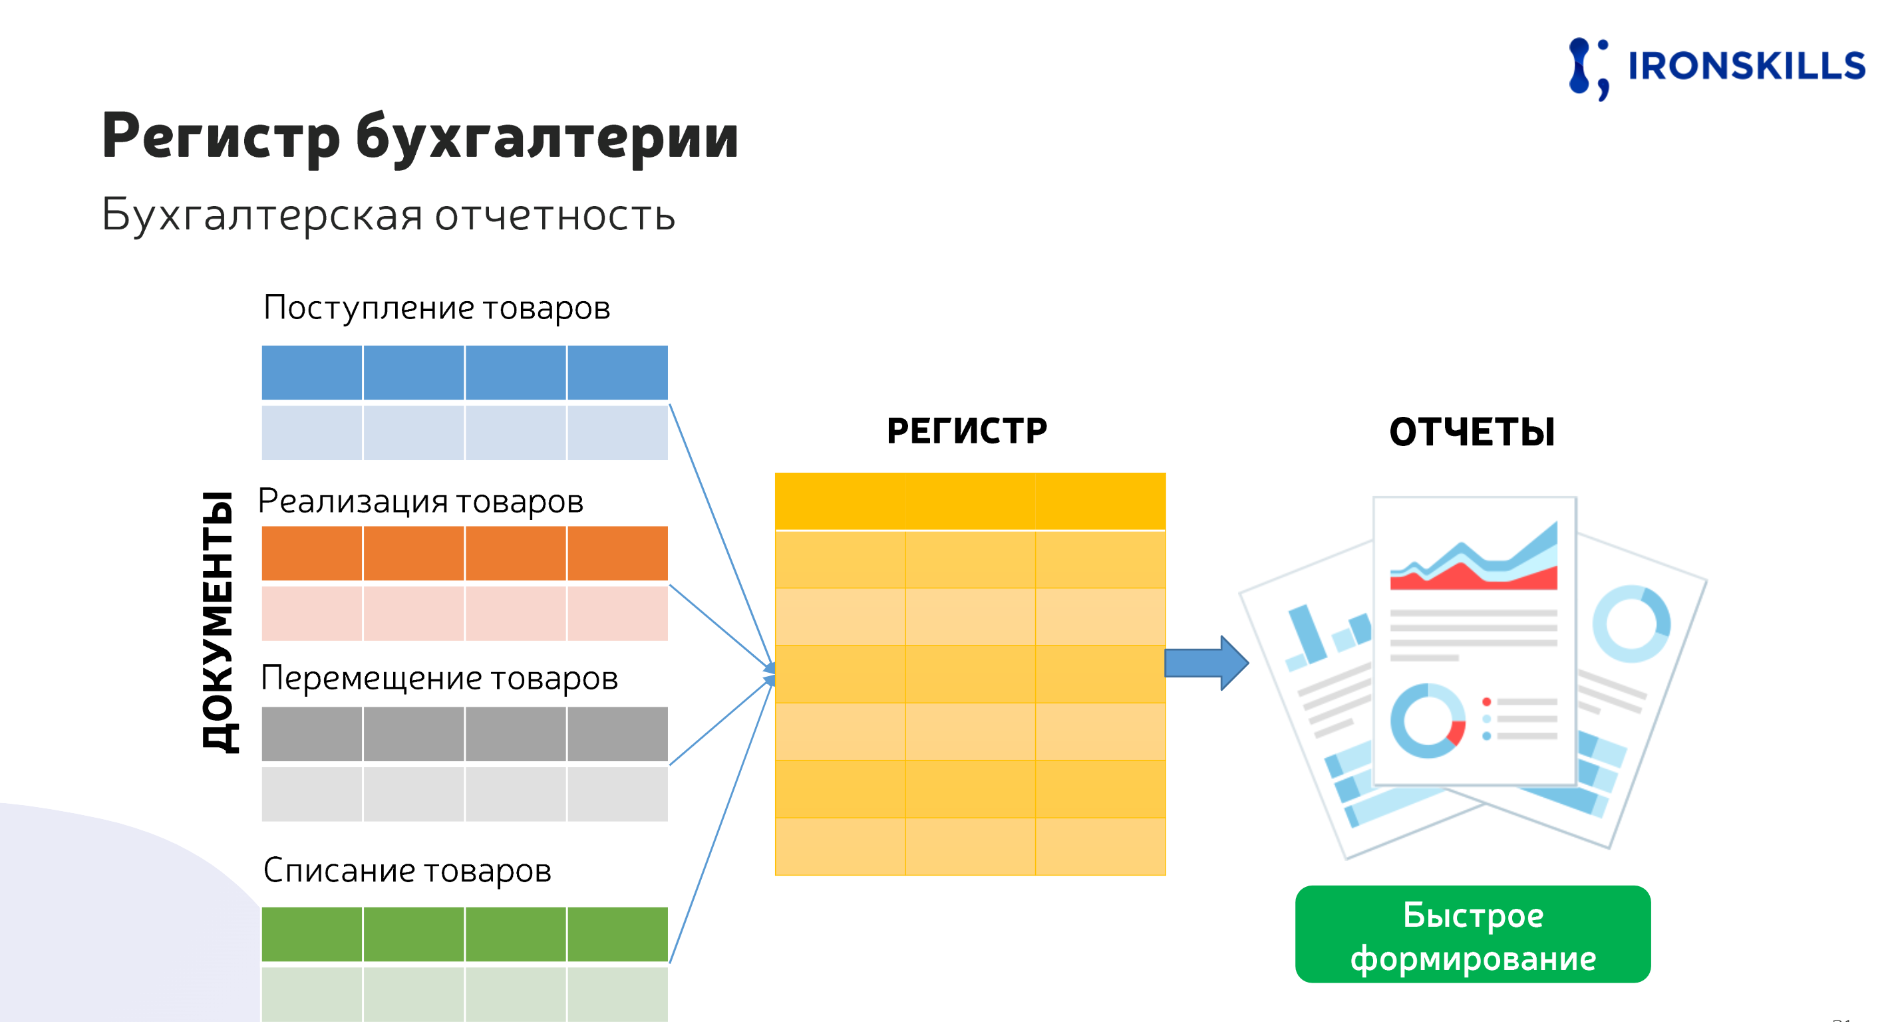 IRONSKILLS
Регистр бухгалтерии
Бухгалтерская отчетность
ДОКУМЕНТЫ
Поступление товаров
Реализация товаров
Перемещение товаров
Списание товаров
РЕГИСТР
ОТЧЕТЫ
Быстрое
формирование